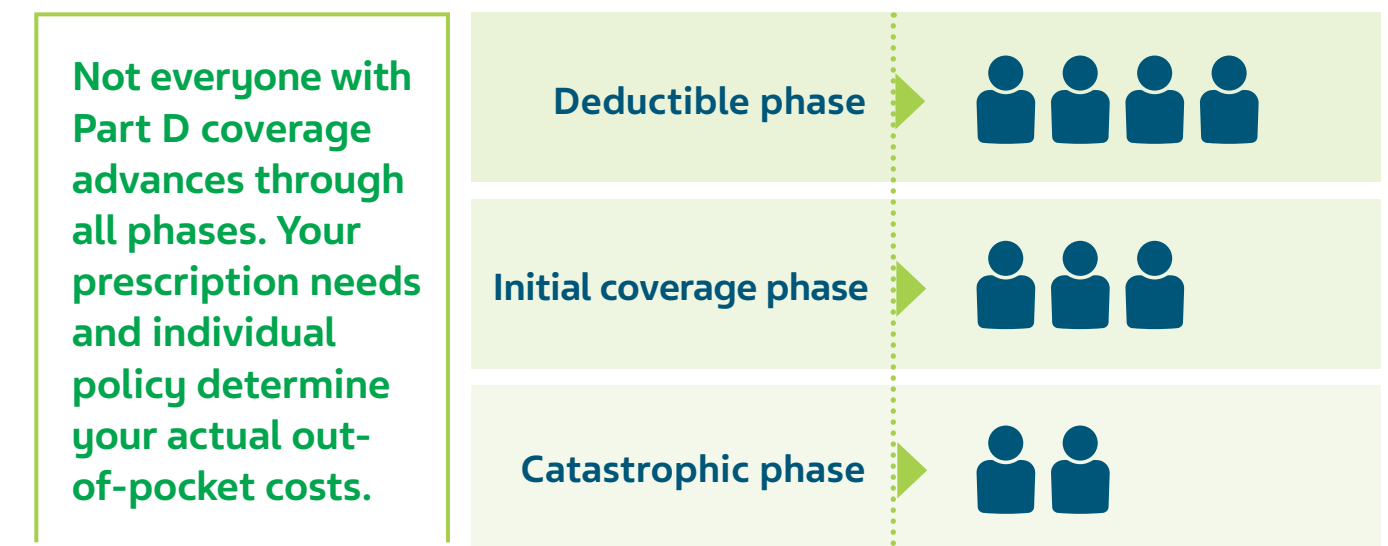 Not everyone with
Part D coverage
advances through
all phases. Your
prescription needs
and individual
policy determine
your actual out-
of-pocket costs.
Deductible phase
Initial coverage phase
Catastrophic phase